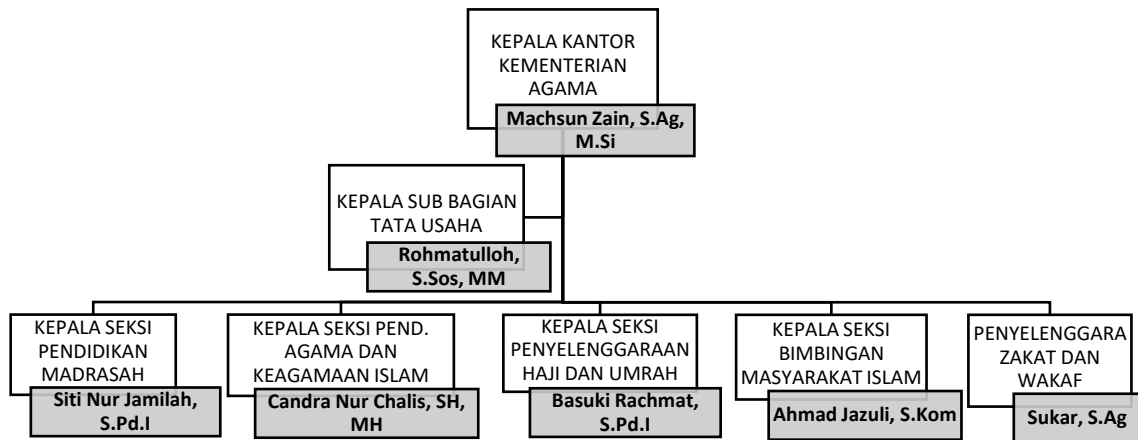 KEPALA KANTOR
KEMENTERIAN
AGAMA
Machsun Zain, S.Ag,
M.Si
KEPALA SUB BAGIAN
TATA USAHA
Rohmatulloh,
S.Sos, MM
KEPALA SEKSI
PENDIDIKAN
MADRASAH
Siti Nur Jamilah,
S.Pd.I
KEPALA SEKSI PEND.
AGAMA DAN
KEAGAMAAN ISLAM
Candra Nur Chalis, SH,
MH
KEPALA SEKSI
PENYELENGGARAAN
HAJI DAN UMRAH
Basuki Rachmat,
S.Pd.I
KEPALA SEKSI
BIMBINGAN
MASYARAKAT ISLAM
Ahmad Jazuli, S.Kom
PENYELENGGARA
ZAKAT DAN
WAKAF
Sukar, S.Ag